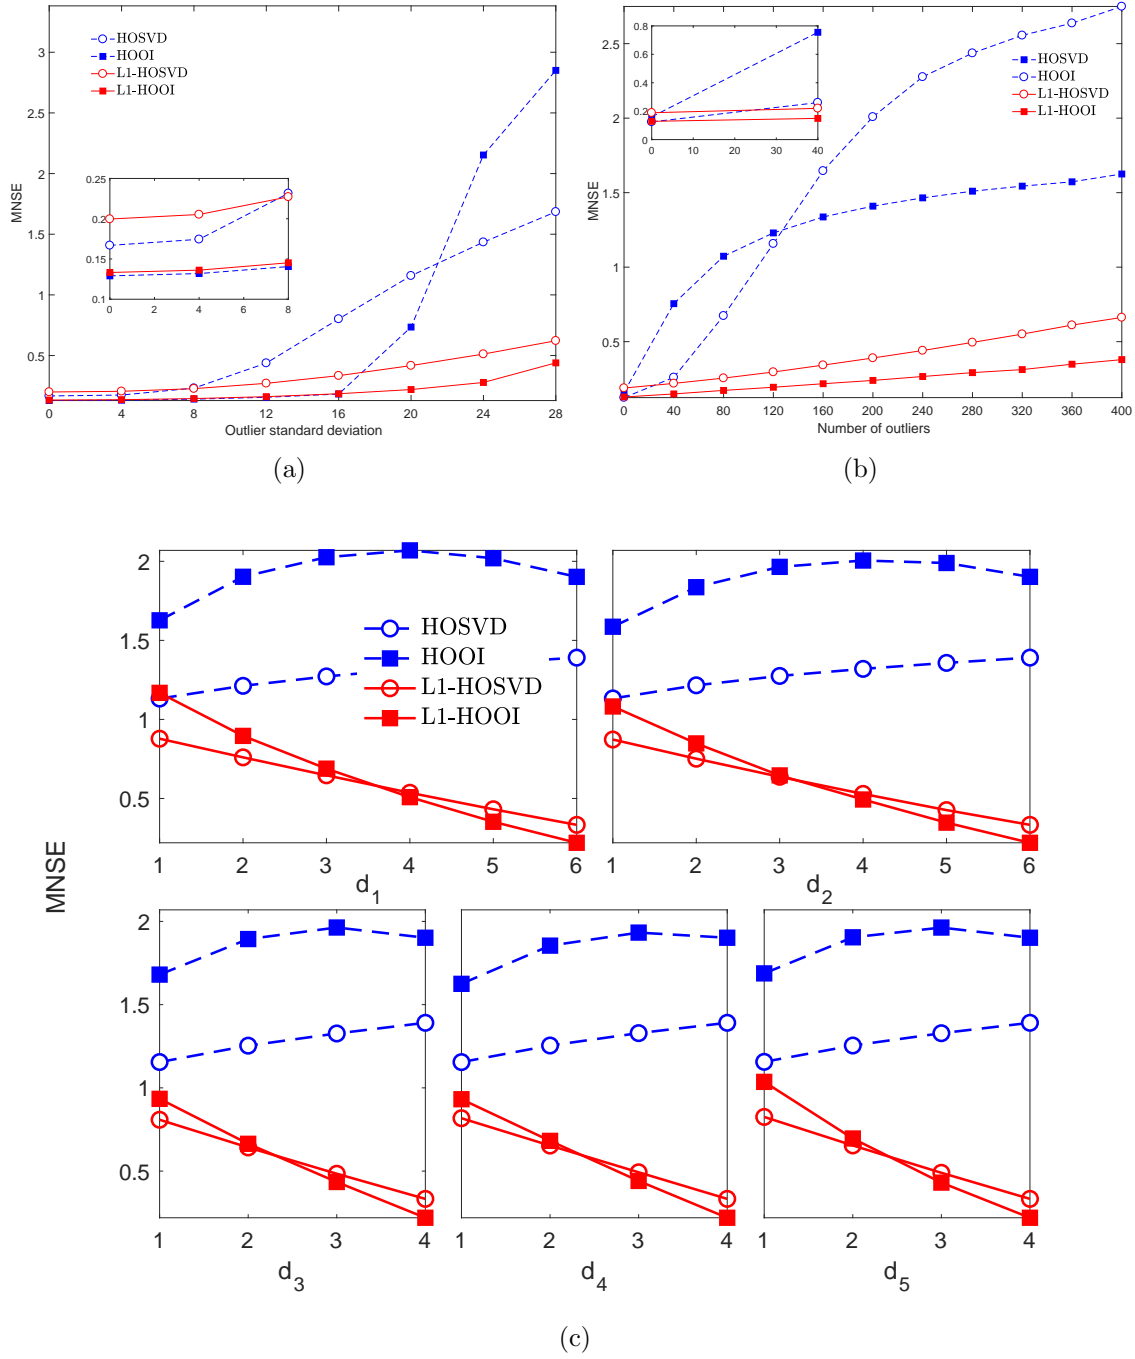 3
2.5
2
1.5
1
0.5
MNSE
HOSVD
HOOI
L1-HOSVD
L1-HOOI
0.25
0.2
0.15
0.1
0 2 4 6 8
0 4 8 12 16 20 24 28
Outlier standard deviation
(a)
2.5
2
1.5
1
0.5
MNSE
0.8
0.6
0.4
0.2
0
0 10 20 30 40
HOSVD
HOOI
L1-HOSVD
L1-HOOI
0 40 80 120 160 200 240 280 320 360 400
Number of outliers
(b)
MNSE
2
1.5
1
0.5
HOSVD
HOOI
L1-HOSVD
L1-HOOI
1 2 3 4 5 6
d1
1 2 3 4 5 6
d2
2
1.5
1
0.5
1 2 3 4
d3
1 2 3 4
d4
1 2 3 4
d5
(c)